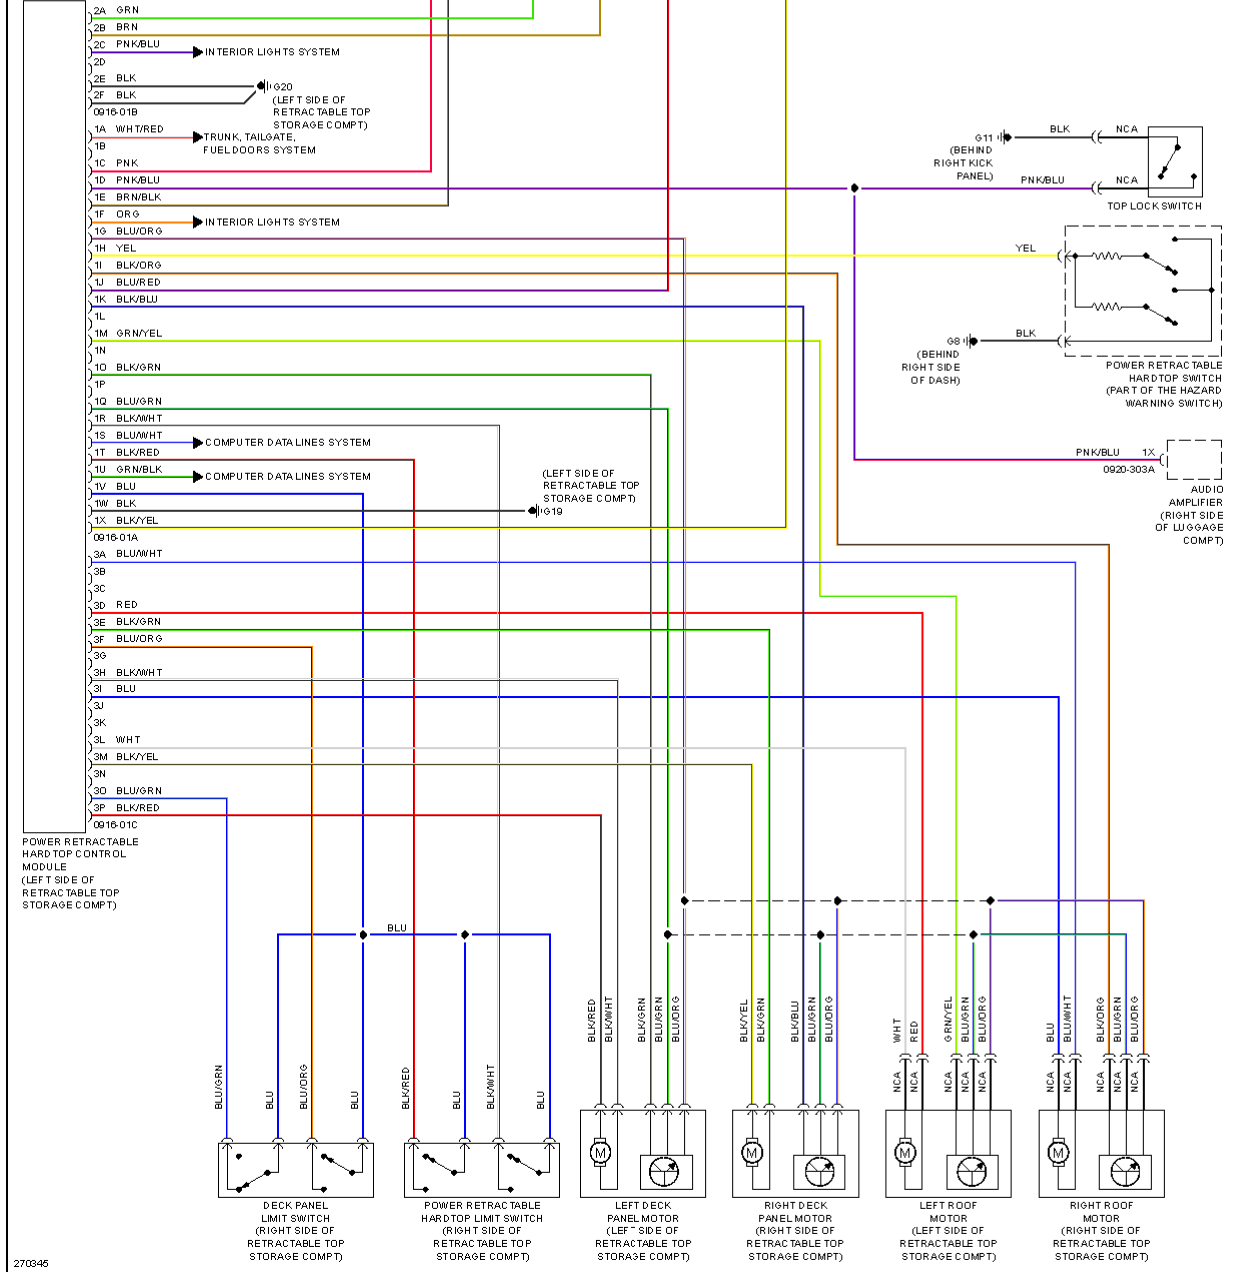 2A GRN
2B BRN
2C PNK/BLU
INTERIOR LIGHTS SYSTEM
2D
2E BLK
G20
2F BLK
(LEFT SIDE OF
RETRACTABLE TOP
STORAGE COMPT)
0916-01B
1A WHT/RED
TRUNK, TAILGATE,
FUEL DOORS SYSTEM
1B
1C PNK
1D PNK/BLU
1E BRN/BLK
1F ORG
INTERIOR LIGHTS SYSTEM
1G BLU/ORG
1H YEL
1I BLK/ORG
1J BLU/RED
1K BLK/BLU
1L
1M GRN/YEL
1N
1O BLK/GRN
1P
1Q BLU/GRN
1R BLK/WHT
1S BLU/WHT
COMPUTER DATA LINES SYSTEM
1T BLK/RED
1U GRN/BLK
COMPUTER DATA LINES SYSTEM
1V BLU
1W BLK
(LEFT SIDE OF
RETRACTABLE TOP
STORAGE COMPT)
G19
1X BLK/YEL
0916-01A
3A BLU/WHT
3B
3C
3D RED
3E BLK/GRN
3F BLU/ORG
3G
3H BLK/WHT
3I BLU
3J
3K
3L WHT
3M BLK/YEL
3N
3O BLU/GRN
3P BLK/RED
0916-01C
POWER RETRACTABLE
HARDTOP CONTROL
MODULE
(LEFT SIDE OF
RETRACTABLE TOP
STORAGE COMPT)
G11
(BEHIND
RIGHT KICK
PANEL)
BLK
NCA
PNK/BLU
NCA
TOP LOCK SWITCH
YEL
G8
(BEHIND
RIGHT SIDE
OF DASH)
BLK
POWER RETRACTABLE
HARDTOP SWITCH
(PART OF THE HAZARD
WARNING SWITCH)
PNK/BLU 1X
0920-303A
AUDIO
AMPLIFIER
(RIGHT SIDE
OF LUGGAGE
COMPT)
BLU
BLU/GRN
BLU
BLU/ORG
BLU
BLK/RED
BLU
BLK/WHT
BLU
BLK/RED
BLK/WHT
BLK/GRN
BLU/GRN
BLU/ORG
BLK/YEL
BLK/GRN
BLK/BLU
BLU/GRN
BLU/ORG
WHT
RED
GRN/YEL
BLU/GRN
BLU/ORG
BLU
BLU/WHT
BLK/ORG
BLU/GRN
BLU/ORG
NCA
NCA
NCA
NCA
NCA
NCA
NCA
NCA
NCA
NCA
M
M
M
M
DECK PANEL
LIMIT SWITCH
(RIGHT SIDE OF
RETRACTABLE TOP
STORAGE COMPT)
POWER RETRACTABLE
HARDTOP LIMIT SWITCH
(RIGHT SIDE OF
RETRACTABLE TOP
STORAGE COMPT)
LEFT DECK
PANEL MOTOR
(LEFT SIDE OF
RETRACTABLE TOP
STORAGE COMPT)
RIGHT DECK
PANEL MOTOR
(RIGHT SIDE OF
RETRACTABLE TOP
STORAGE COMPT)
LEFT ROOF
MOTOR
(LEFT SIDE OF
RETRACTABLE TOP
STORAGE COMPT)
RIGHT ROOF
MOTOR
(RIGHT SIDE OF
RETRACTABLE TOP
STORAGE COMPT)
270345